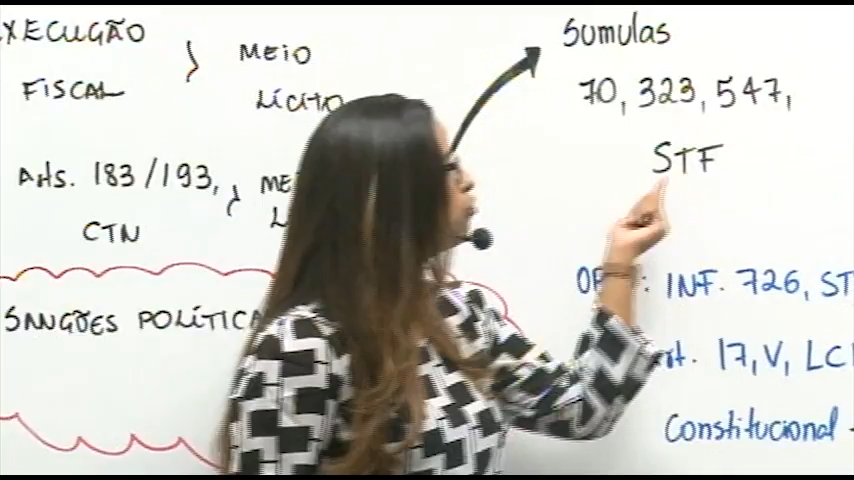 EXECUÇÃO
FISCAL
MEIO
LÍCITO
Arts. 183/193,
CTN
SANÇÕES POLÍTICA
Sumulas
70, 323, 547,
STF
: INF. 726, ST
17, V, LC
Constitucional